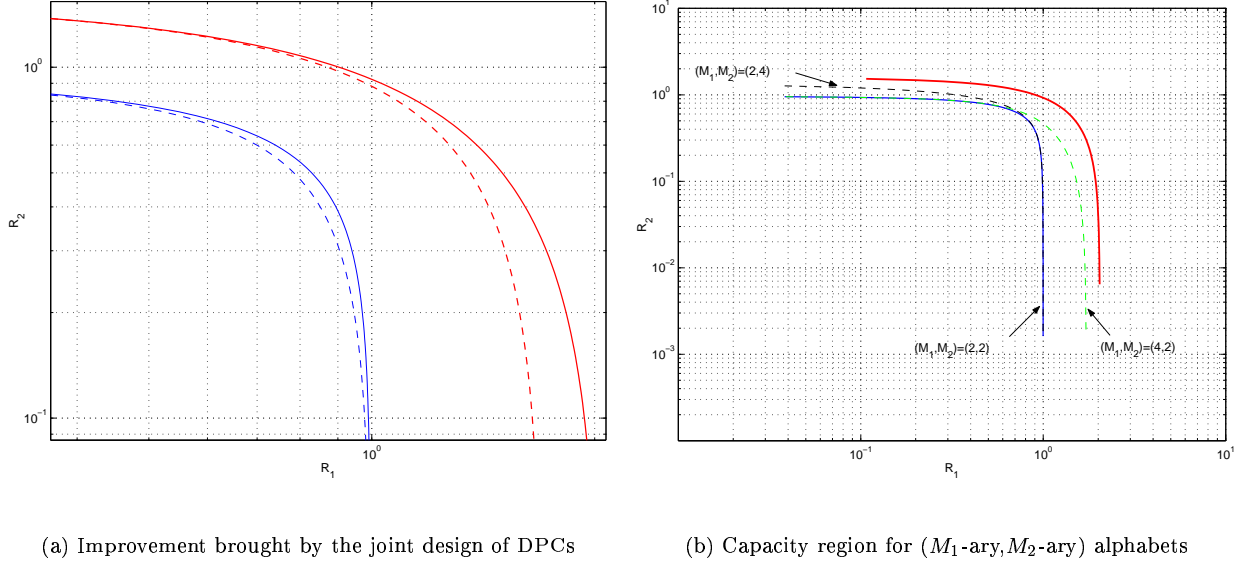 10^0
10^-1
R_2
10^0
R_1
(a) Improvement brought by the joint design of DPCs
10^1
10^0
10^-1
10^-2
10^-3
R_2
(M_1,M_2)=(2,4)
(M_1,M_2)=(2,2)
(M_1,M_2)=(4,2)
10^-1
10^0
10^1
R_1
(b) Capacity region for (M_1-ary,M_2-ary) alphabets